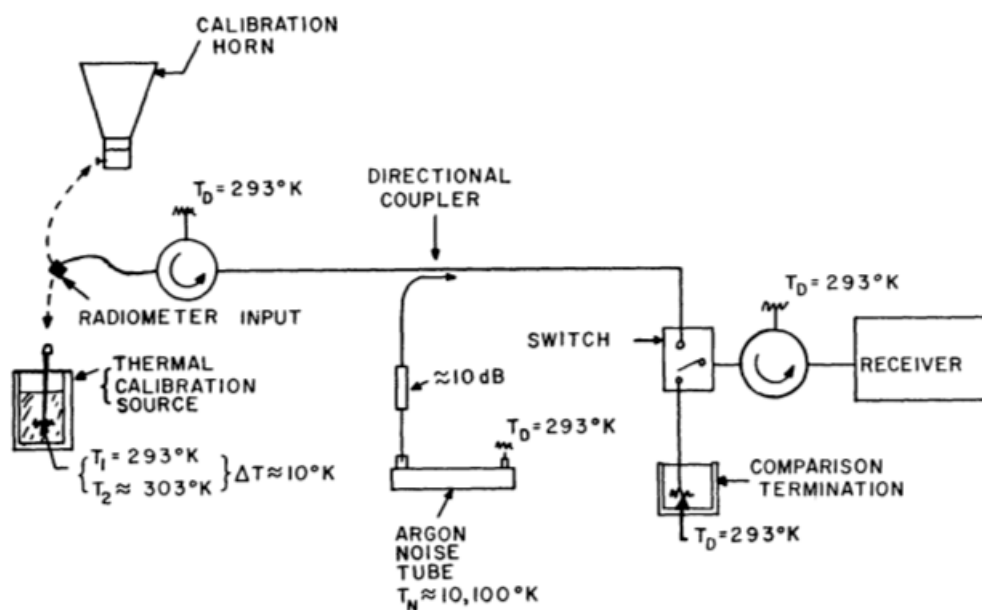 CALIBRATION
HORN
T_D = 293°K
DIRECTIONAL
COUPLER
T_D = 293°K
RADIOMETER INPUT
SWITCH
RECEIVER
THERMAL
CALIBRATION
SOURCE
≈10 dB
T_D = 293°K
T_1 = 293°K
T_2 ≈ 303°K
ΔT≈10°K
COMPARISON
TERMINATION
ARGON
NOISE
TUBE
T_N ≈ 10,100°K
T_D = 293°K